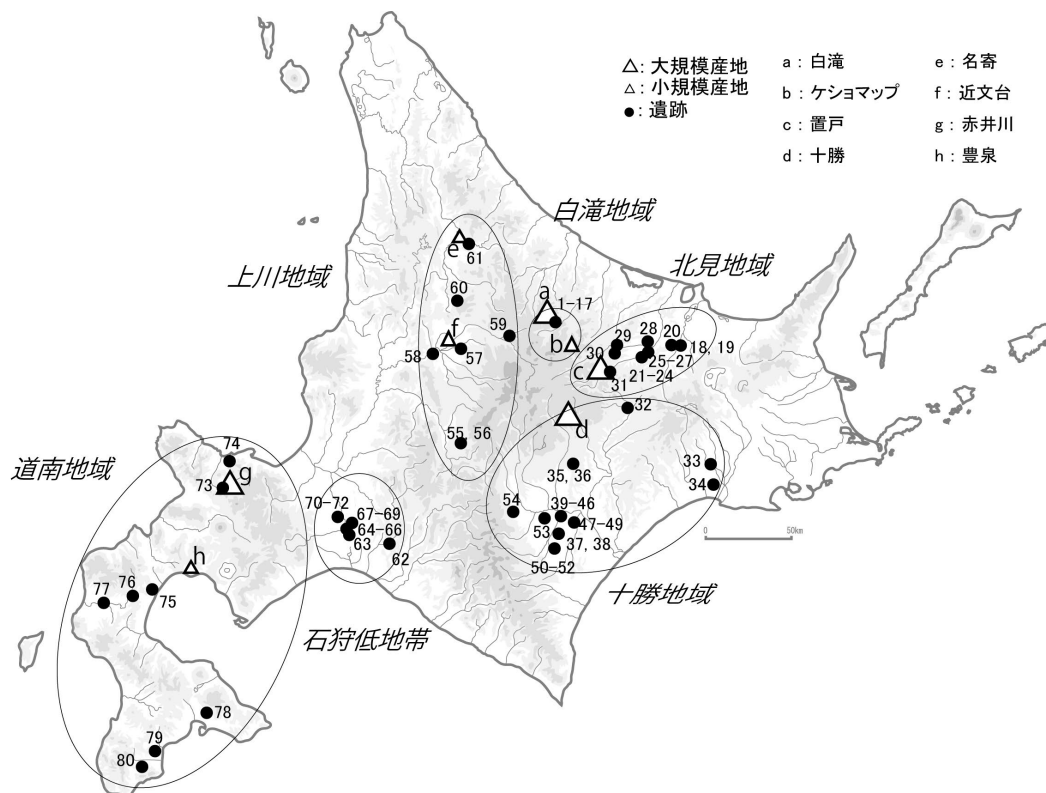 △: 大規模産地
△: 小規模産地
●: 遺跡
a : 白滝
b : ケショマップ
c : 置戸
d : 十勝
e : 名寄
f : 近文台
g : 赤井川
h : 豊泉
白滝地域
北見地域
上川地域
道南地域
石狩低地帯
十勝地域
e
61
60
f
59
58
57
55, 56
a
1-17
b
c
29
28
20
18, 19
30
25-27
21-24
31
32
d
35, 36
33
34
54
39-46
47-49
53
37, 38
50-52
0
50km
74
g
73
70-72
67-69
64-66
63
62
h
77
76
75
78
79
80